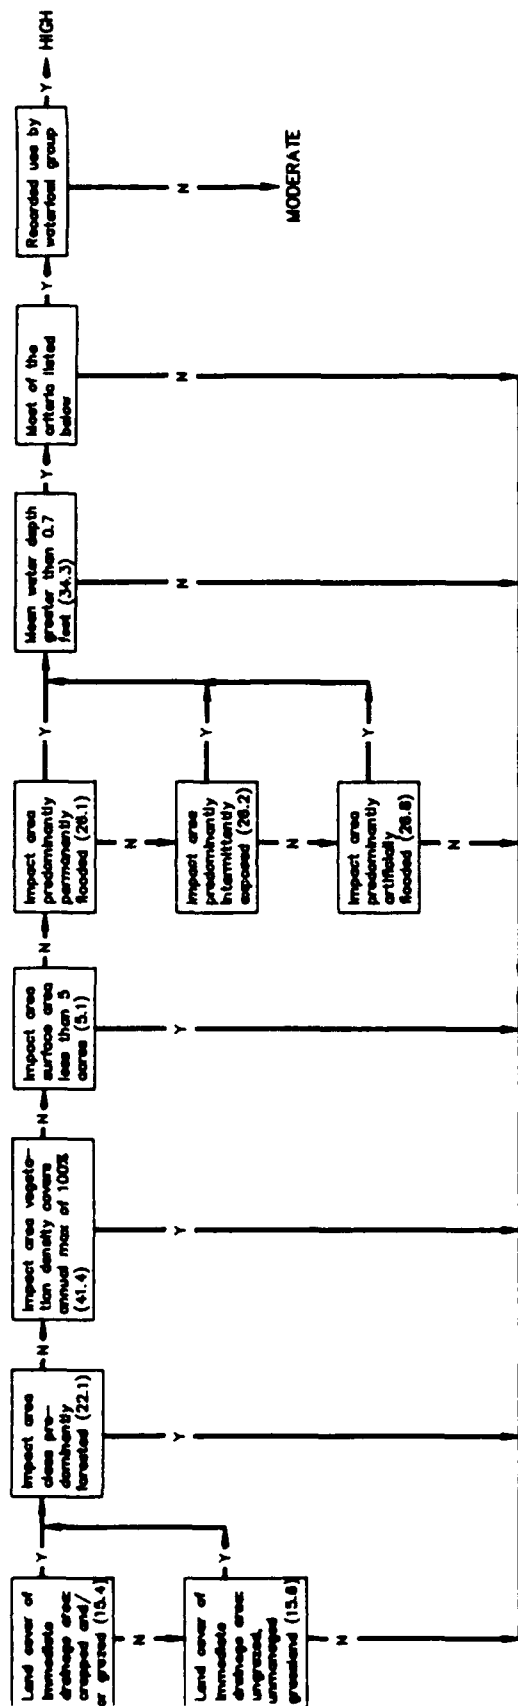 Land cover of
immediate
drainage area:
cropped and/
or grazed (15.4)
Y
N
Land cover of
immediate
drainage area:
ungrazed,
unmanaged
grassland (15.6)
Y
N
Impact area
class pre-
dominantly
forested (22.1)
N
Y
Impact area vegeta-
tion density covers
annual max of 100%
(41.4)
N
Y
Impact area
surface area
less than 5
acres (5.1)
N
Y
Impact area
predominantly
permanently
flooded (26.1)
Y
N
Impact area
predominantly
intermittently
exposed (26.2)
Y
N
Impact area
predominantly
artificially
flooded (26.8)
Y
N
Mean water depth
greater than 0.7
feet (34.3)
Y
N
Most of the
criteria listed
below
Y
N
Recorded use by
waterfowl group
Y
HIGH
N
MODERATE